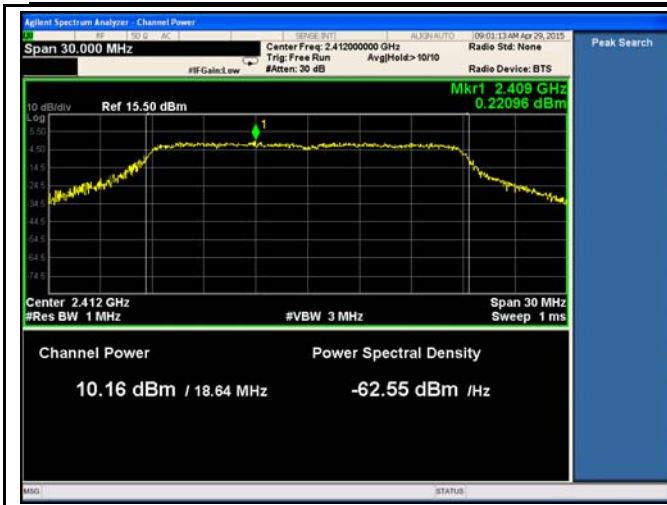 Agilent Spectrum Analyzer - Channel Power
RF 50 Ω AC SENSE:INT ALIGN AUTO 09:01:13 AM Apr 29, 2015
Span 30.000 MHz
Center Freq: 2.412000000 GHz
Radio Std: None
Trig: Free Run
Avg|Hold:> 10/10
#IFGain:Low
#Atten: 30 dB
Radio Device: BTS
Peak Search
Mkr1 2.409 GHz
10 dB/div Ref 15.50 dBm 0.22096 dBm
Log
5.50
1
-4.50
-14.5
-24.5
-34.5
-44.5
-54.5
-64.5
-74.5
Center 2.412 GHz Span 30 MHz
#Res BW 1 MHz #VBW 3 MHz Sweep 1 ms
Channel Power Power Spectral Density
10.16 dBm / 18.64 MHz -62.55 dBm /Hz
MSG STATUS